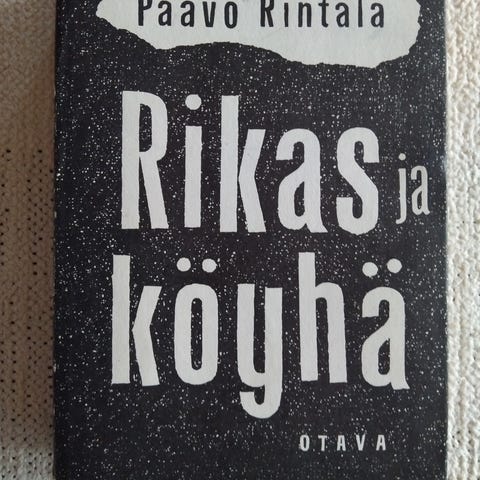 Paavo Rintala
Rikas ja
köyhä
OTAVA